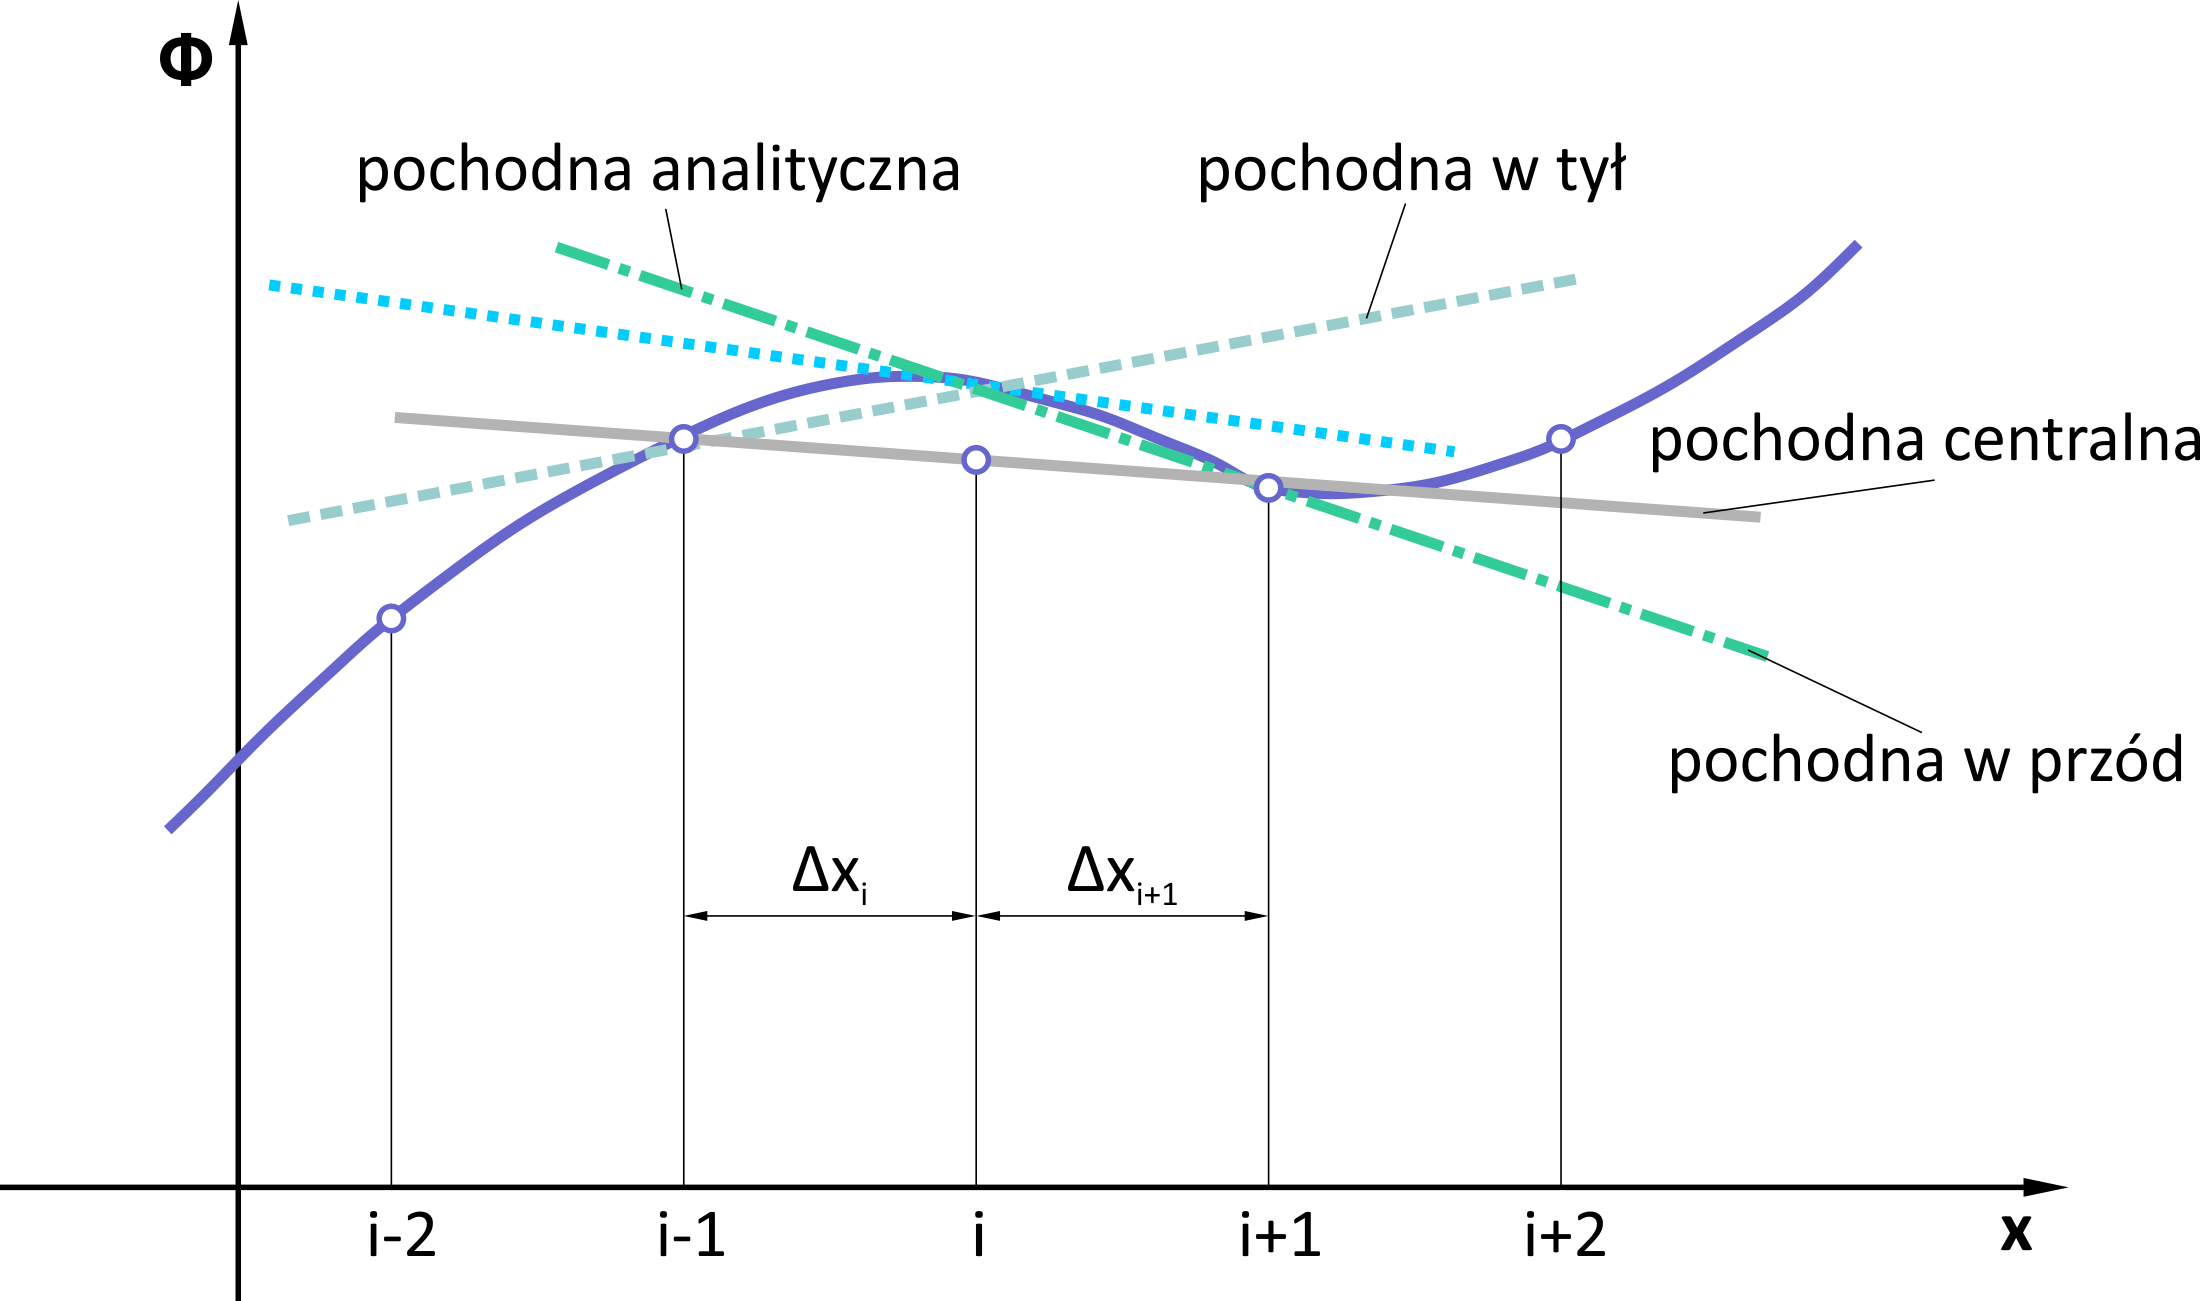 Φ
pochodna analityczna
pochodna w tył
pochodna centralna
pochodna w przód
Δxi
Δxi+1
i-2
i-1
i
i+1
i+2
x